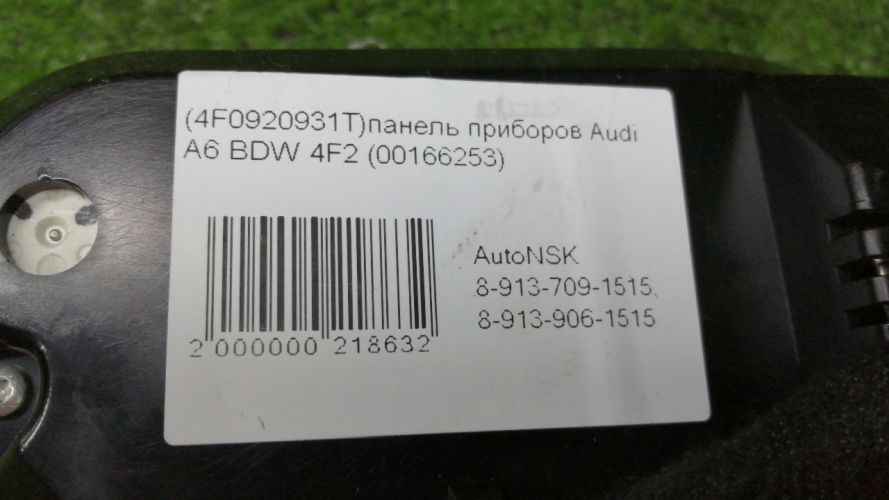 (4F0920931T)панель приборов Audi
A6 BDW 4F2 (00166253)
AutoNSK
8-913-709-1515,
8-913-906-1515
2 000000 218632